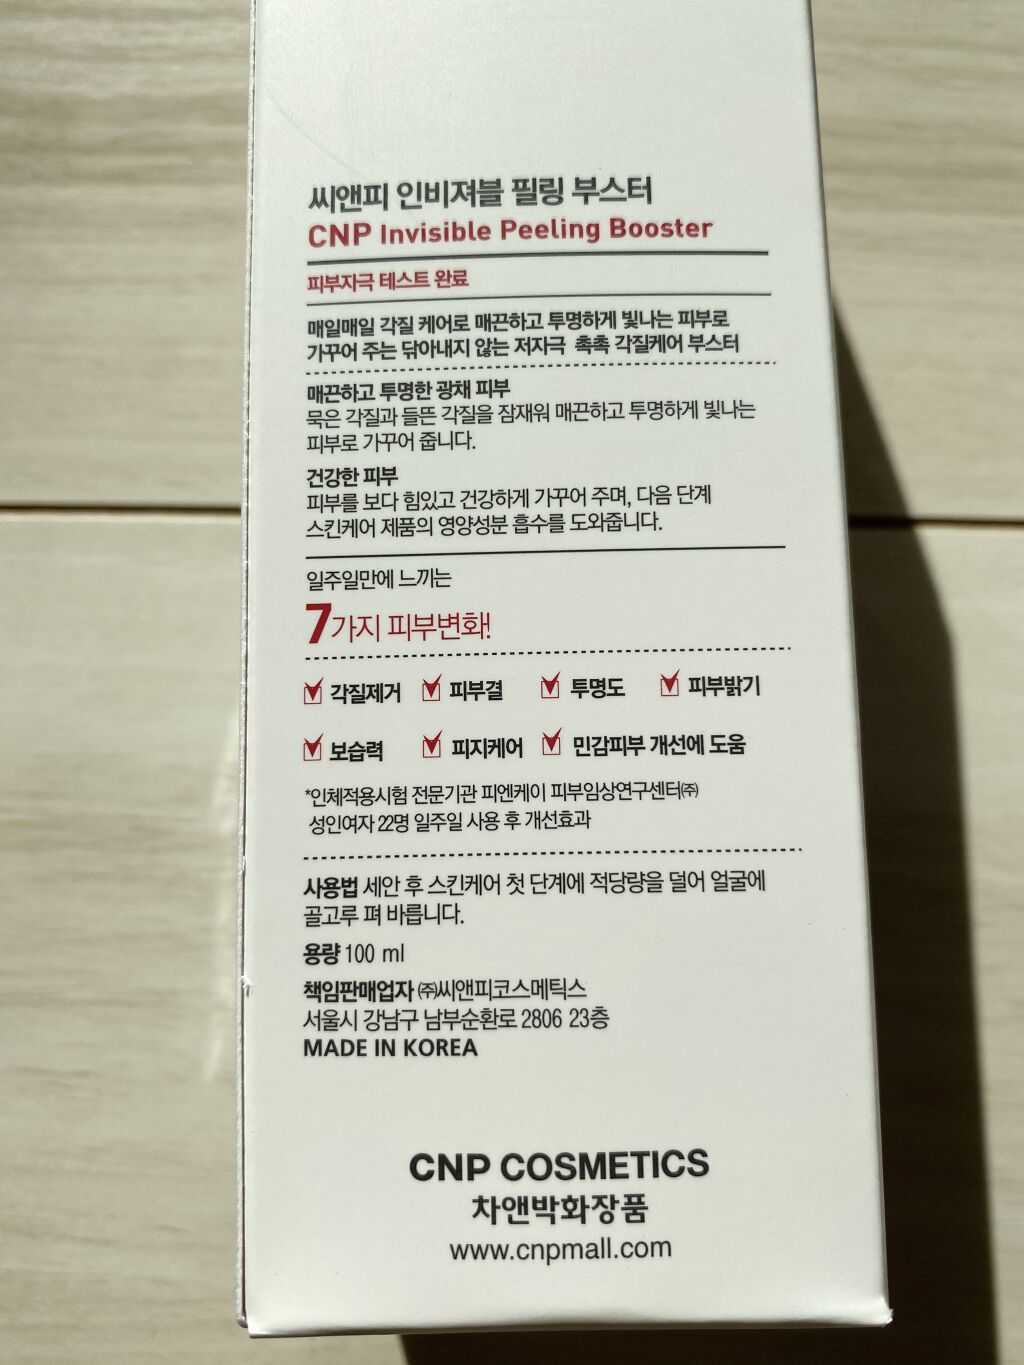 씨앤피 인비져블 필링 부스터
CNP Invisible Peeling Booster
피부자극 테스트 완료
매일매일 각질 케어로 매끈하고 투명하게 빛나는 피부로
가꾸어 주는 닦아내지 않는 저자극 촉촉 각질케어 부스터
매끈하고 투명한 광채 피부
묵은 각질과 들뜬 각질을 잠재워 매끈하고 투명하게 빛나는
피부로 가꾸어 줍니다.
건강한 피부
피부를 보다 힘있고 건강하게 가꾸어 주며, 다음 단계
스킨케어 제품의 영양성분 흡수를 도와줍니다.
일주일만에 느끼는
7가지 피부변화!
각질제거 피부결 투명도 피부밝기
보습력 피지케어 민감피부 개선에 도움
*인체적용시험 전문기관 피엔케이 피부임상연구센터㈜
성인여자 22명 일주일 사용 후 개선효과
사용법 세안 후 스킨케어 첫 단계에 적당량을 덜어 얼굴에
골고루 펴 바릅니다.
용량 100 ml
책임판매업자 ㈜씨앤피코스메틱스
서울시 강남구 남부순환로 2806 23층
MADE IN KOREA
CNP COSMETICS
차앤박화장품
www.cnpmall.com